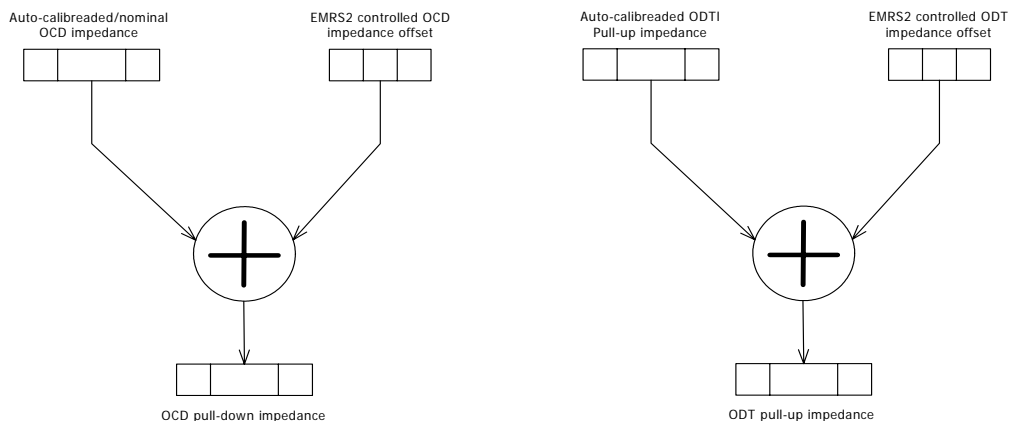 Auto-calibreaded/nominal
OCD impedance
EMRS2 controlled OCD
impedance offset
Auto-calibreaded ODTI
Pull-up impedance
EMRS2 controlled ODT
impedance offset
OCD pull-down impedance
ODT pull-up impedance